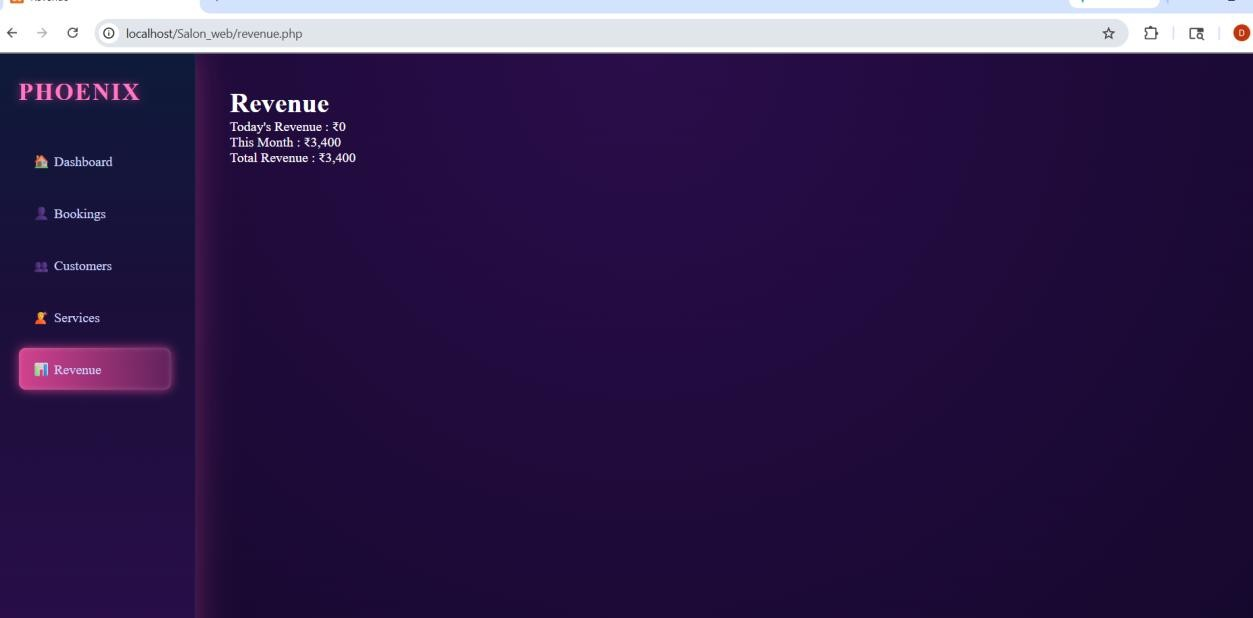 localhost/Salon_web/revenue.php
D
PHOENIX
Dashboard
Bookings
Customers
Services
Revenue
Revenue
Today's Revenue : ₹0
This Month : ₹3,400
Total Revenue : ₹3,400